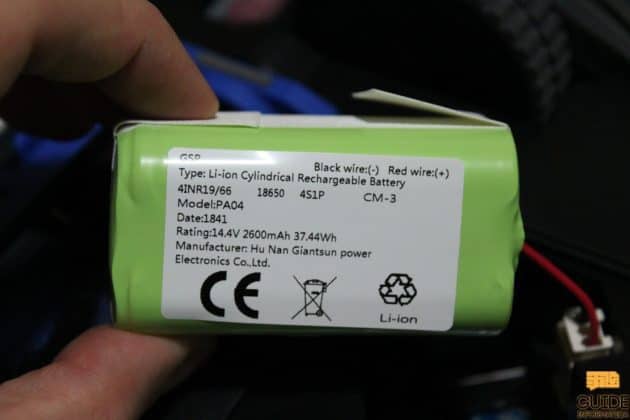 GSP
Black wire:(-) Red wire:(+)
Type: Li-ion Cylindrical Rechargeable Battery
4INR19/66 18650 4S1P CM-3
Model:PA04
Date:1841
Rating:14.4V 2600mAh 37.44Wh
Manufacturer: Hu Nan Giantsun power
Electronics Co.,Ltd.
CE
Li-ion
GUIDE
INFORMATICA